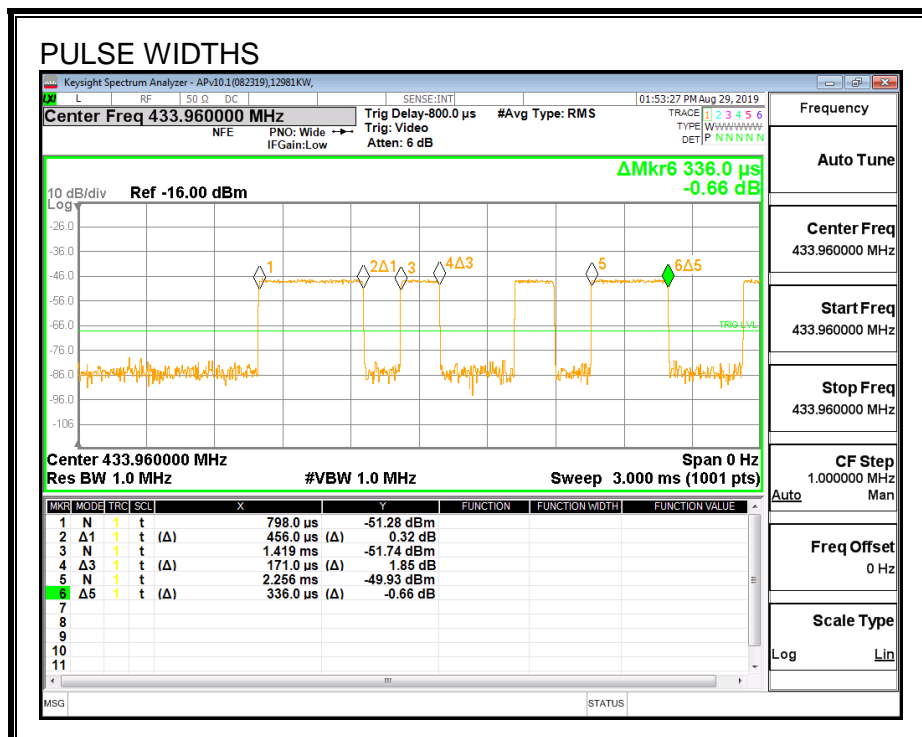 PULSE WIDTHS
Keysight Spectrum Analyzer - APv10.1(082319),12981KW,
LXI L RF 50 Ω DC SENSE:INT 01:53:27 PM Aug 29, 2019
Center Freq 433.960000 MHz
NFE PNO: Wide IFGain:Low
Trig Delay-800.0 µs #Avg Type: RMS
Trig: Video
Atten: 6 dB
TRACE 1 2 3 4 5 6
TYPE WWWWWW
DET P N N N N N
ΔMkr6 336.0 µs
-0.66 dB
10 dB/div Ref -16.00 dBm
Log
-26.0
-36.0
-46.0
-56.0
-66.0
-76.0
-86.0
-96.0
-106
1 2Δ1 3 4Δ3 5 6Δ5
TRIG LVL
Center 433.960000 MHz Span 0 Hz
Res BW 1.0 MHz #VBW 1.0 MHz Sweep 3.000 ms (1001 pts)
MKR MODE TRC SCL X Y FUNCTION FUNCTION WIDTH FUNCTION VALUE
1 N 1 t 798.0 µs -51.28 dBm
2 Δ1 1 t (Δ) 456.0 µs (Δ) 0.32 dB
3 N 1 t 1.419 ms -51.74 dBm
4 Δ3 1 t (Δ) 171.0 µs (Δ) 1.85 dB
5 N 1 t 2.256 ms -49.93 dBm
6 Δ5 1 t (Δ) 336.0 µs (Δ) -0.66 dB
7
8
9
10
11
MSG STATUS
Frequency
Auto Tune
Center Freq
433.960000 MHz
Start Freq
433.960000 MHz
Stop Freq
433.960000 MHz
CF Step
1.000000 MHz
Auto Man
Freq Offset
0 Hz
Scale Type
Log Lin